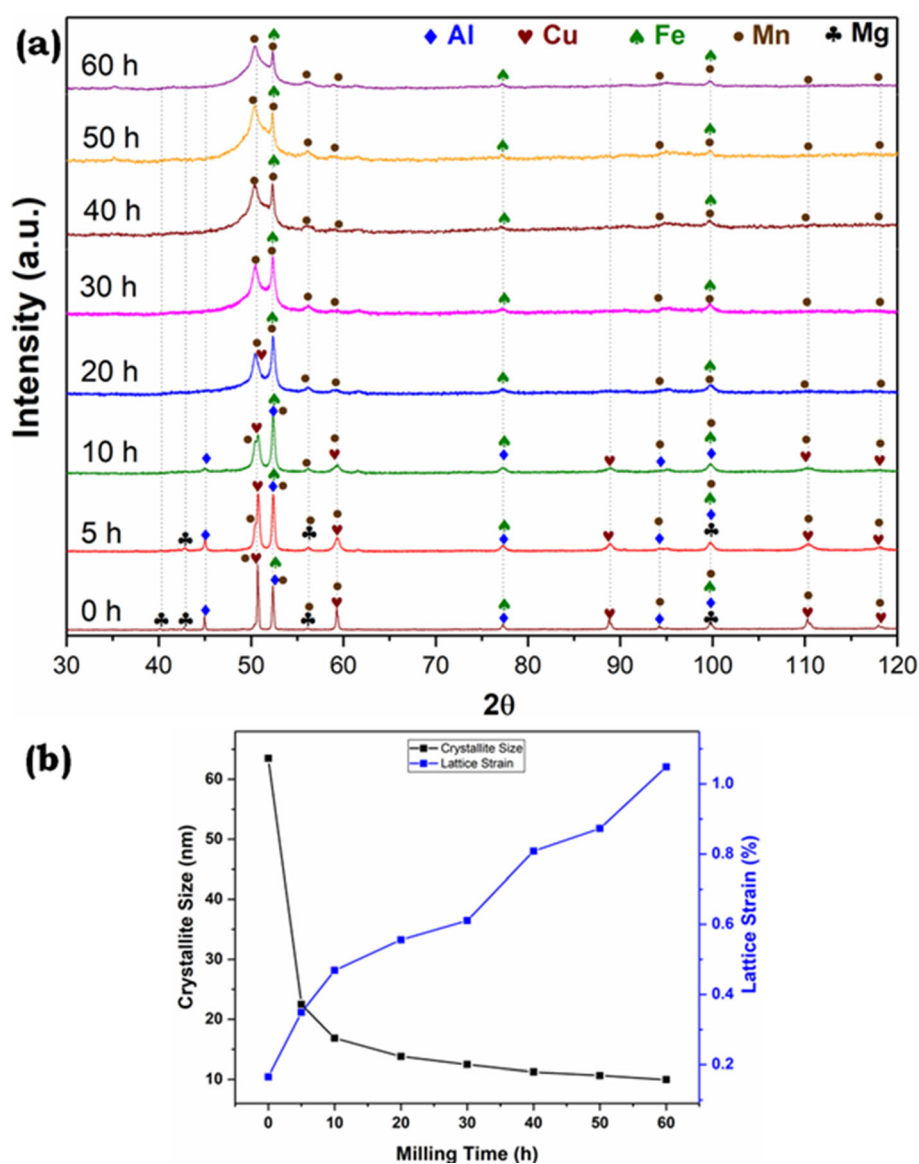 (a)
♦ Al ♥ Cu ♠ Fe ● Mn ♣ Mg
60 h
50 h
40 h
30 h
20 h
10 h
5 h
0 h
Intensity (a.u.)
30 40 50 60 70 80 90 100 110 120
2θ
(b)
Crystallite Size
Lattice Strain
60
50
40
30
20
10
Crystallite Size (nm)
1.0
0.8
0.6
0.4
0.2
Lattice Strain (%)
0 10 20 30 40 50 60
Milling Time (h)